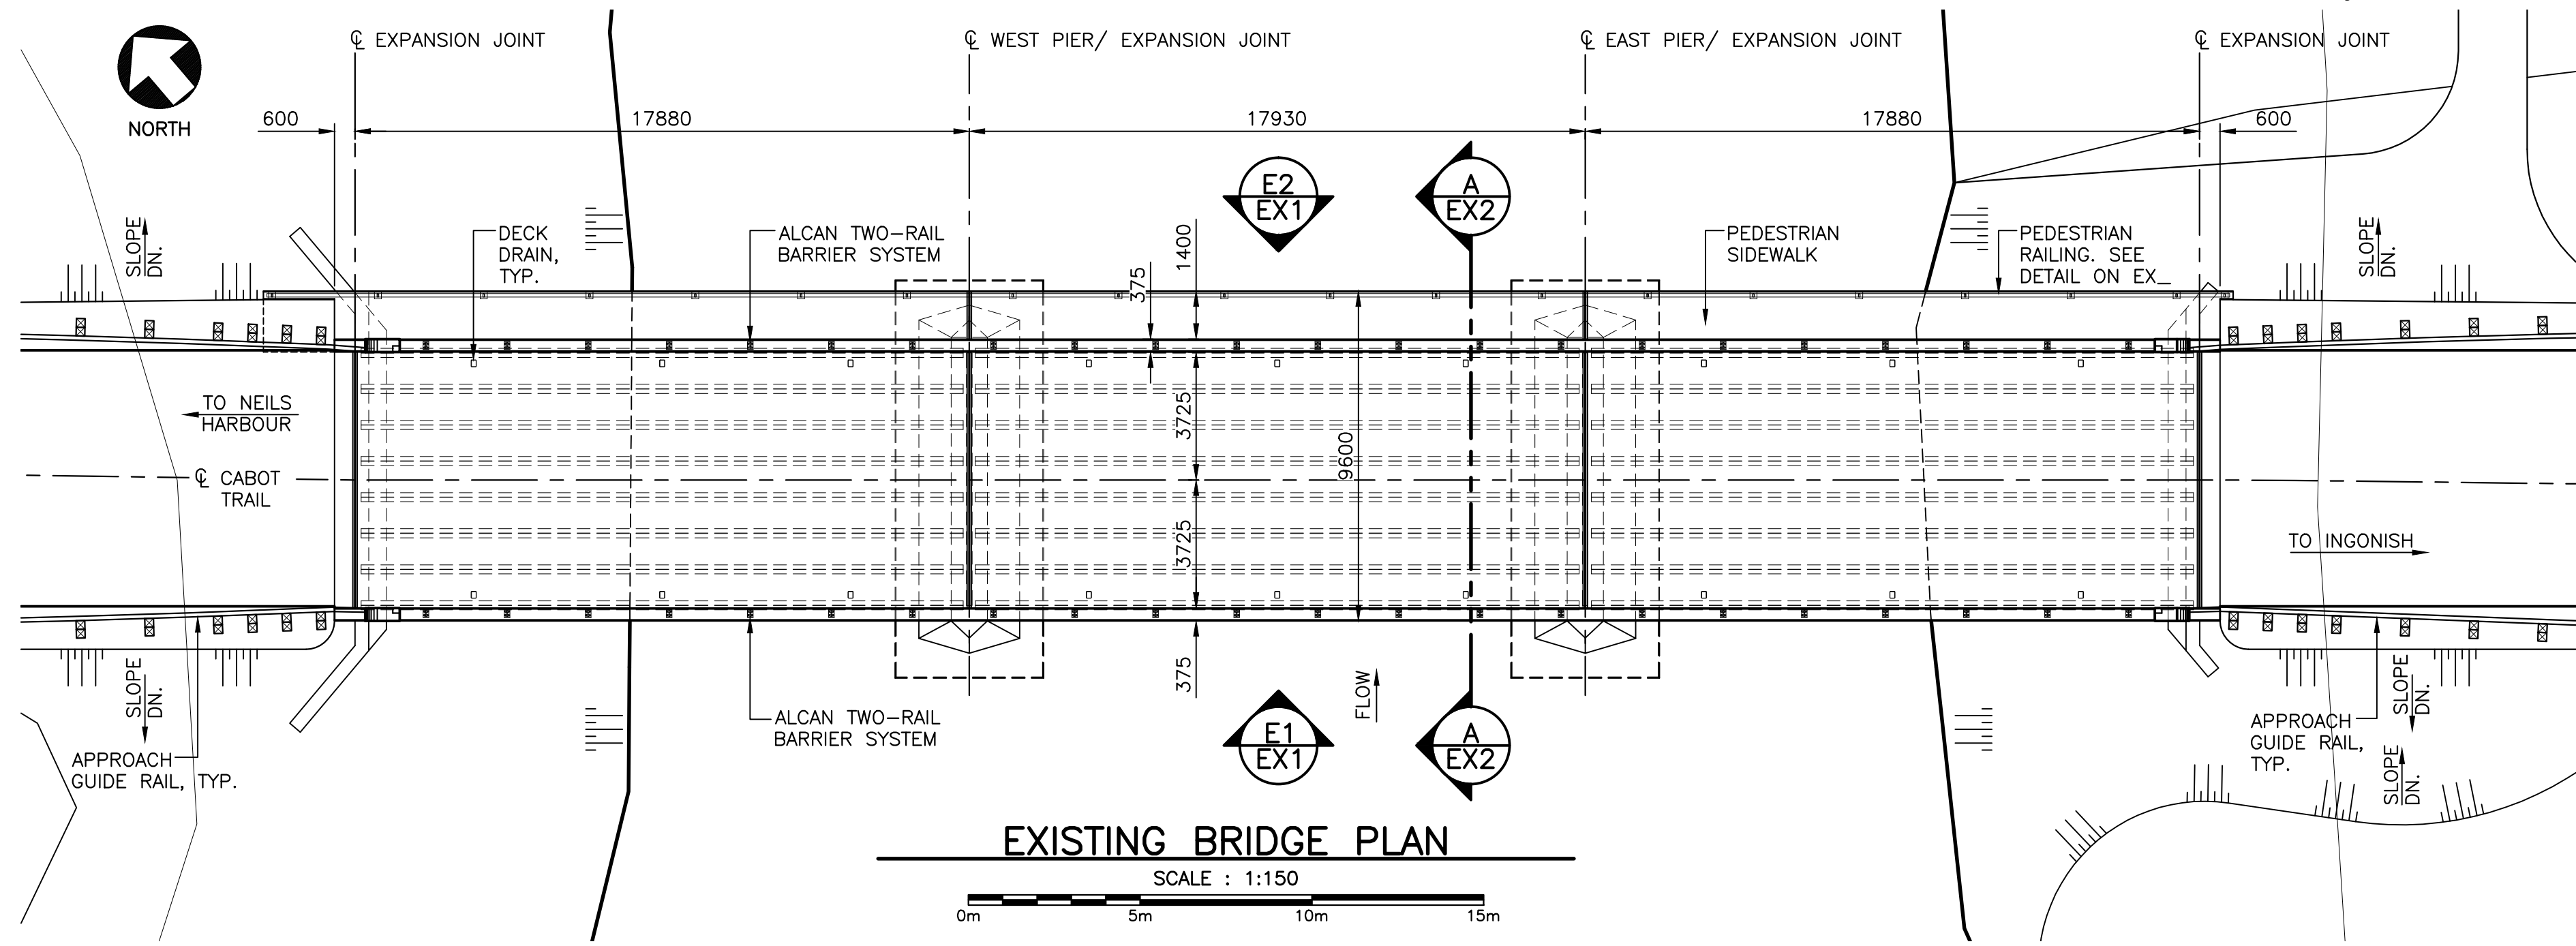 ℄ EXPANSION JOINT
℄ WEST PIER/ EXPANSION JOINT
℄ EAST PIER/ EXPANSION JOINT
℄ EXPANSION JOINT
NORTH
600
17880
17930
17880
600
E2
EX1
A
EX2
SLOPE
DN.
DECK
DRAIN,
TYP.
ALCAN TWO-RAIL
BARRIER SYSTEM
375
1400
PEDESTRIAN
SIDEWALK
PEDESTRIAN
RAILING. SEE
DETAIL ON EX_
SLOPE
DN.
TO NEILS
HARBOUR
3725
9600
℄ CABOT
TRAIL
3725
TO INGONISH
SLOPE
DN.
375
FLOW
SLOPE
DN.
APPROACH
GUIDE RAIL, TYP.
ALCAN TWO-RAIL
BARRIER SYSTEM
E1
EX1
A
EX2
APPROACH
GUIDE RAIL,
TYP.
SLOPE
DN.
EXISTING BRIDGE PLAN
SCALE : 1:150
0m 5m 10m 15m